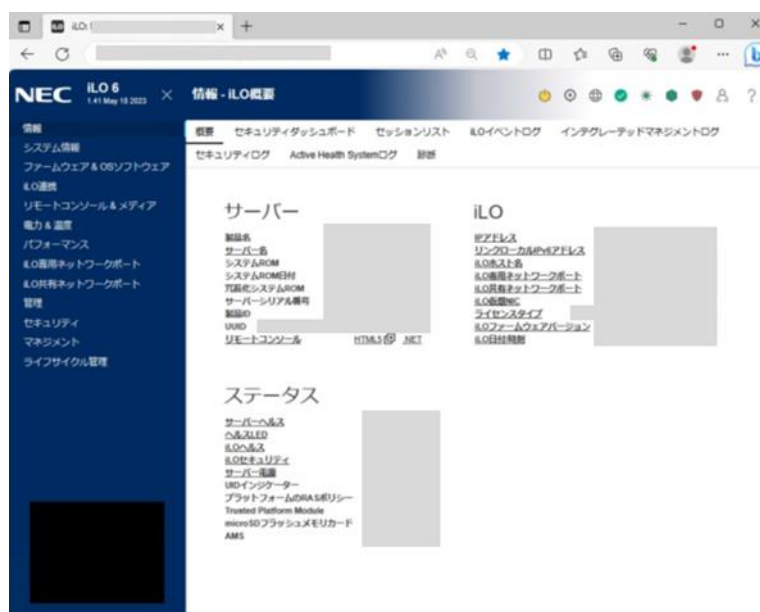 iLO:
NEC iLO 6
1.41 May 18 2023
情報 - iLO概要
情報
システム情報
ファームウェア & OSソフトウェア
iLO連携
リモートコンソール & メディア
電力 & 温度
パフォーマンス
iLO専用ネットワークポート
iLO共有ネットワークポート
管理
セキュリティ
マネジメント
ライフサイクル管理
概要 セキュリティダッシュボード セッションリスト iLOイベントログ インテグレーテッドマネジメントログ
セキュリティログ Active Health Systemログ 診断
サーバー
製品名
サーバー名
システムROM
システムROM日付
冗長化システムROM
サーバーシリアル番号
製品ID
UUID
リモートコンソール HTML5 .NET
iLO
IPアドレス
リンクローカルIPv6アドレス
iLOホスト名
iLO専用ネットワークポート
iLO共有ネットワークポート
iLO仮想NIC
ライセンスタイプ
iLOファームウェアバージョン
iLO日付/時刻
ステータス
サーバーヘルス
ヘルスLED
iLOヘルス
iLOセキュリティ
サーバー電源
UIDインジケーター
プラットフォームのRASポリシー
Trusted Platform Module
microSDフラッシュメモリカード
AMS